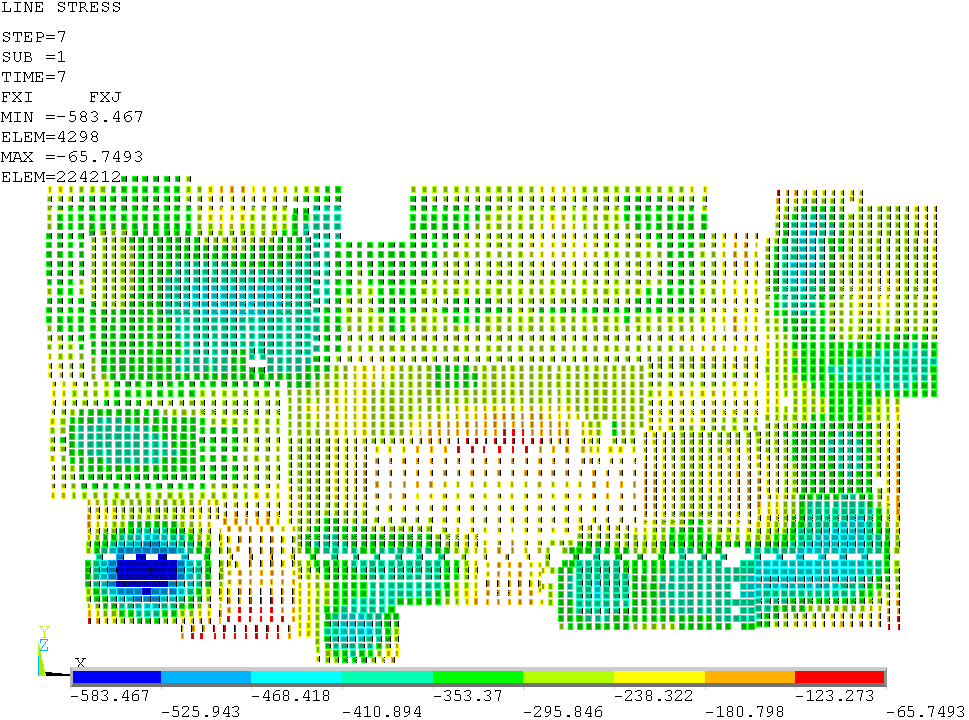 LINE STRESS
STEP=7
SUB =1
TIME=7
FXI FXJ
MIN =-583.467
ELEM=4298
MAX =-65.7493
ELEM=224212
Y
Z
X
-583.467 -468.418 -353.37 -238.322 -123.273
-525.943 -410.894 -295.846 -180.798 -65.7493